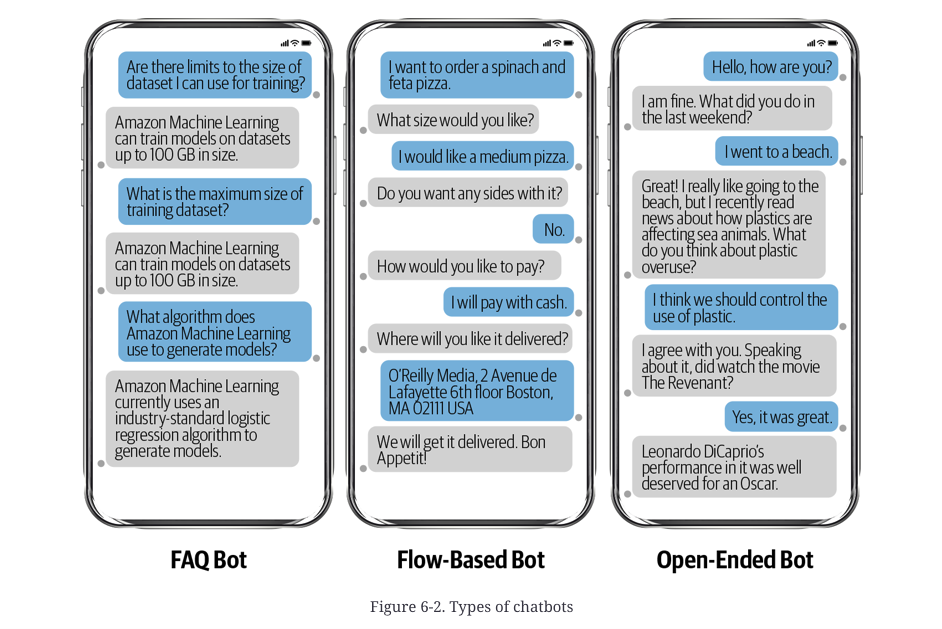 Are there limits to the size of
dataset I can use for training?
Amazon Machine Learning
can train models on datasets
up to 100 GB in size.
What is the maximum size of
training dataset?
Amazon Machine Learning
can train models on datasets
up to 100 GB in size.
What algorithm does
Amazon Machine Learning
use to generate models?
Amazon Machine Learning
currently uses an
industry-standard logistic
regression algorithm to
generate models.
FAQ Bot
I want to order a spinach and
feta pizza.
What size would you like?
I would like a medium pizza.
Do you want any sides with it?
No.
How would you like to pay?
I will pay with cash.
Where will you like it delivered?
O'Reilly Media, 2 Avenue de
Lafayette 6th floor Boston,
MA 02111 USA
We will get it delivered. Bon
Appetit!
Flow-Based Bot
Hello, how are you?
I am fine. What did you do in
the last weekend?
I went to a beach.
Great! I really like going to the
beach, but I recently read
news about how plastics are
affecting sea animals. What
do you think about plastic
overuse?
I think we should control the
use of plastic.
I agree with you. Speaking
about it, did watch the movie
The Revenant?
Yes, it was great.
Leonardo DiCaprio's
performance in it was well
deserved for an Oscar.
Open-Ended Bot
Figure 6-2. Types of chatbots